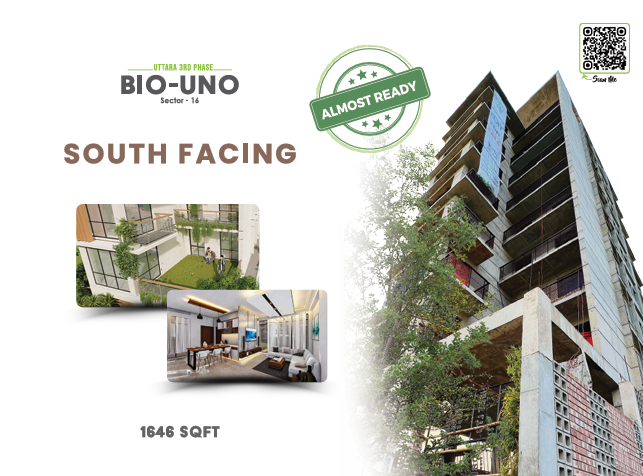 UTTARA 3RD PHASE
BIO-UNO
Sector - 16
ALMOST READY
Scan Me
SOUTH FACING
1646 SQFT